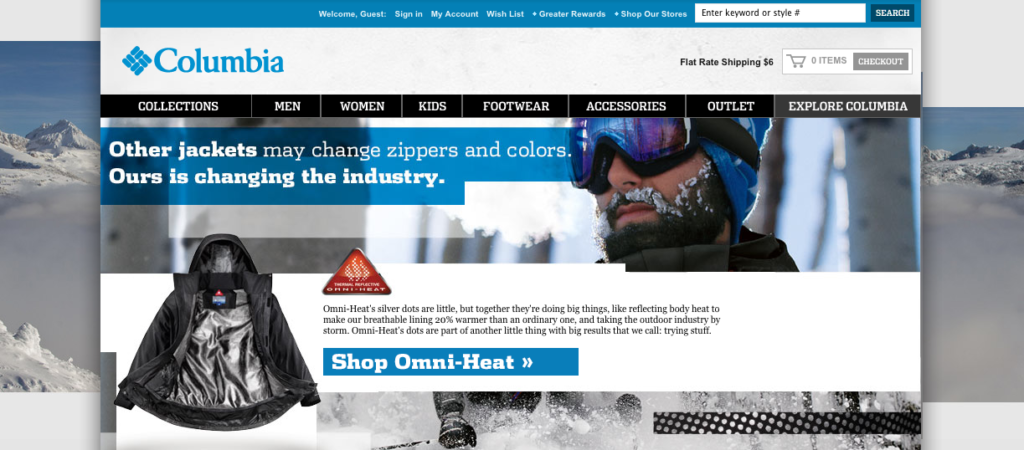 Welcome, Guest: Sign in My Account Wish List + Greater Rewards + Shop Our Stores Enter keyword or style # SEARCH
Columbia
Flat Rate Shipping $6 0 ITEMS CHECKOUT
COLLECTIONS MEN WOMEN KIDS FOOTWEAR ACCESSORIES OUTLET EXPLORE COLUMBIA
Other jackets may change zippers and colors.
Ours is changing the industry.
THERMAL REFLECTIVE
OMNI-HEAT
Omni-Heat's silver dots are little, but together they're doing big things, like reflecting body heat to
make our breathable lining 20% warmer than an ordinary one, and taking the outdoor industry by
storm. Omni-Heat's dots are part of another little thing with big results that we call: trying stuff.
Shop Omni-Heat »